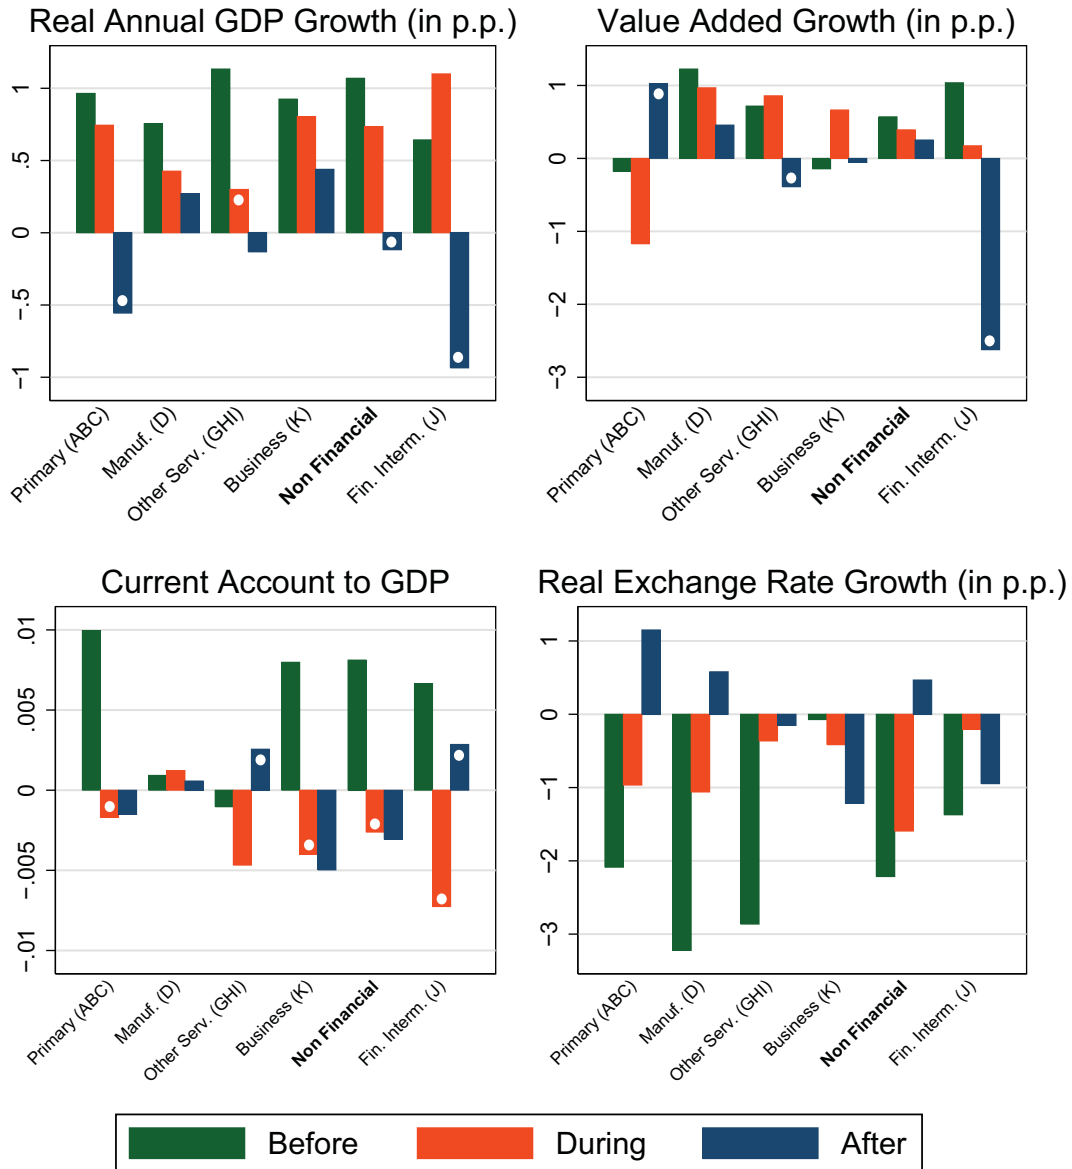 Real Annual GDP Growth (in p.p.)
1
.5
0
−.5
−1
Primary (ABC)
Manuf. (D)
Other Serv. (GHI)
Business (K)
Non Financial
Fin. Interm. (J)
Value Added Growth (in p.p.)
1
0
−1
−2
−3
Primary (ABC)
Manuf. (D)
Other Serv. (GHI)
Business (K)
Non Financial
Fin. Interm. (J)
Current Account to GDP
.01
.005
0
−.005
−.01
Primary (ABC)
Manuf. (D)
Other Serv. (GHI)
Business (K)
Non Financial
Fin. Interm. (J)
Real Exchange Rate Growth (in p.p.)
1
0
−1
−2
−3
Primary (ABC)
Manuf. (D)
Other Serv. (GHI)
Business (K)
Non Financial
Fin. Interm. (J)
Before During After